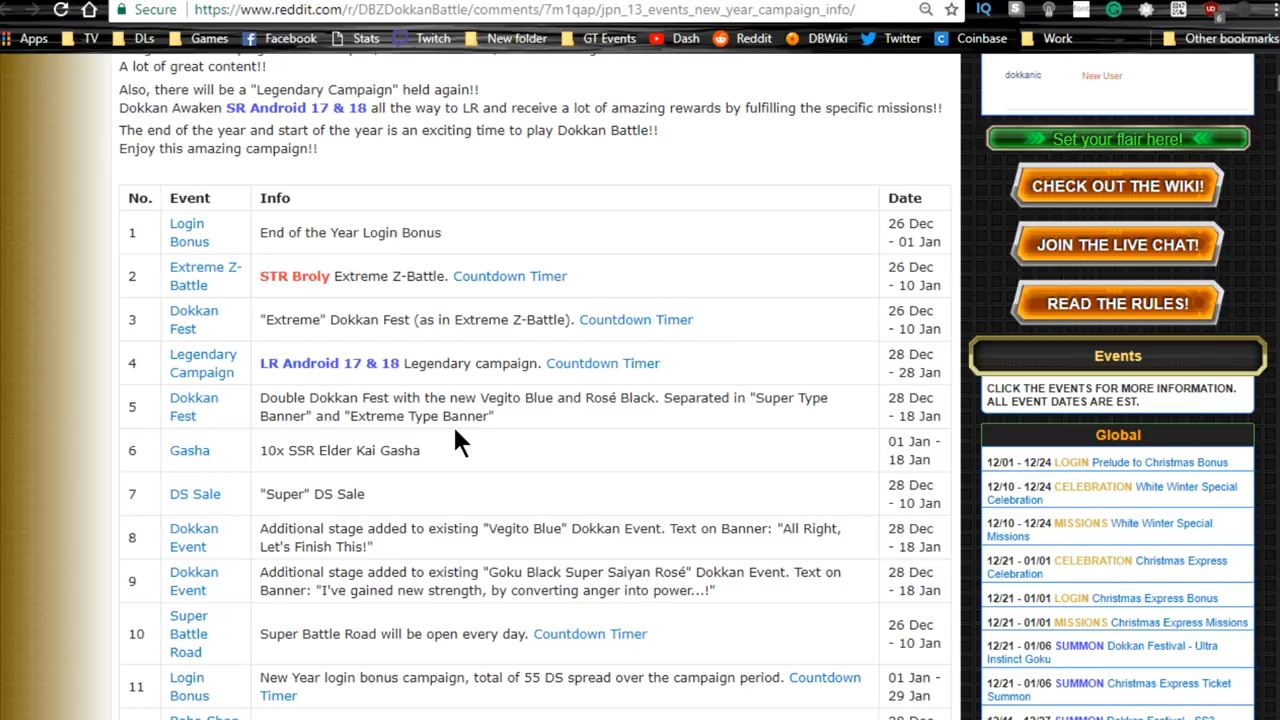 Secure
https://www.reddit.com/r/DBZDokkanBattle/comments/7m1qap/jpn_13_events_new_year_campaign_info/
Apps TV DLs Games Facebook Stats Twitch New folder GT Events Dash Reddit DBWiki Twitter Coinbase Work Other bookmarks
A lot of great content!!
Also, there will be a "Legendary Campaign" held again!!
Dokkan Awaken SR Android 17 & 18 all the way to LR and receive a lot of amazing rewards by fulfilling the specific missions!!
The end of the year and start of the year is an exciting time to play Dokkan Battle!!
Enjoy this amazing campaign!!
No. Event Info Date
1 Login Bonus End of the Year Login Bonus 26 Dec - 01 Jan
2 Extreme Z-Battle STR Broly Extreme Z-Battle. Countdown Timer 26 Dec - 10 Jan
3 Dokkan Fest "Extreme" Dokkan Fest (as in Extreme Z-Battle). Countdown Timer 26 Dec - 10 Jan
4 Legendary Campaign LR Android 17 & 18 Legendary campaign. Countdown Timer 28 Dec - 28 Jan
5 Dokkan Fest Double Dokkan Fest with the new Vegito Blue and Rosé Black. Separated in "Super Type
Banner" and "Extreme Type Banner" 28 Dec - 18 Jan
6 Gasha 10x SSR Elder Kai Gasha 01 Jan - 18 Jan
7 DS Sale "Super" DS Sale 28 Dec - 10 Jan
8 Dokkan Event Additional stage added to existing "Vegito Blue" Dokkan Event. Text on Banner: "All Right,
Let's Finish This!" 28 Dec - 18 Jan
9 Dokkan Event Additinal stage added to existing "Goku Black Super Saiyan Rosé" Dokkan Event. Text on
Banner: "I've gained new strength, by converting anger into power...!" 28 Dec - 18 Jan
10 Super Battle Road Super Battle Road will be open every day. Countdown Timer 26 Dec - 10 Jan
11 Login Bonus New Year login bonus campaign, total of 55 DS spread over the campaign period. Countdown
Timer 01 Jan - 29 Jan
dokkanic New User
Set your flair here!
CHECK OUT THE WIKI!
JOIN THE LIVE CHAT!
READ THE RULES!
Events
CLICK THE EVENTS FOR MORE INFORMATION.
ALL EVENT DATES ARE EST.
Global
12/01 - 12/24 LOGIN Prelude to Christmas Bonus
12/10 - 12/24 CELEBRATION White Winter Special
Celebration
12/10 - 12/24 MISSIONS White Winter Special
Missions
12/21 - 01/01 CELEBRATION Christmas Express
Celebration
12/21 - 01/01 LOGIN Christmas Express Bonus
12/21 - 01/01 MISSIONS Christmas Express Missions
12/21 - 01/06 SUMMON Dokkan Festival - Ultra
Instinct Goku
12/21 - 01/06 SUMMON Christmas Express Ticket
Summon